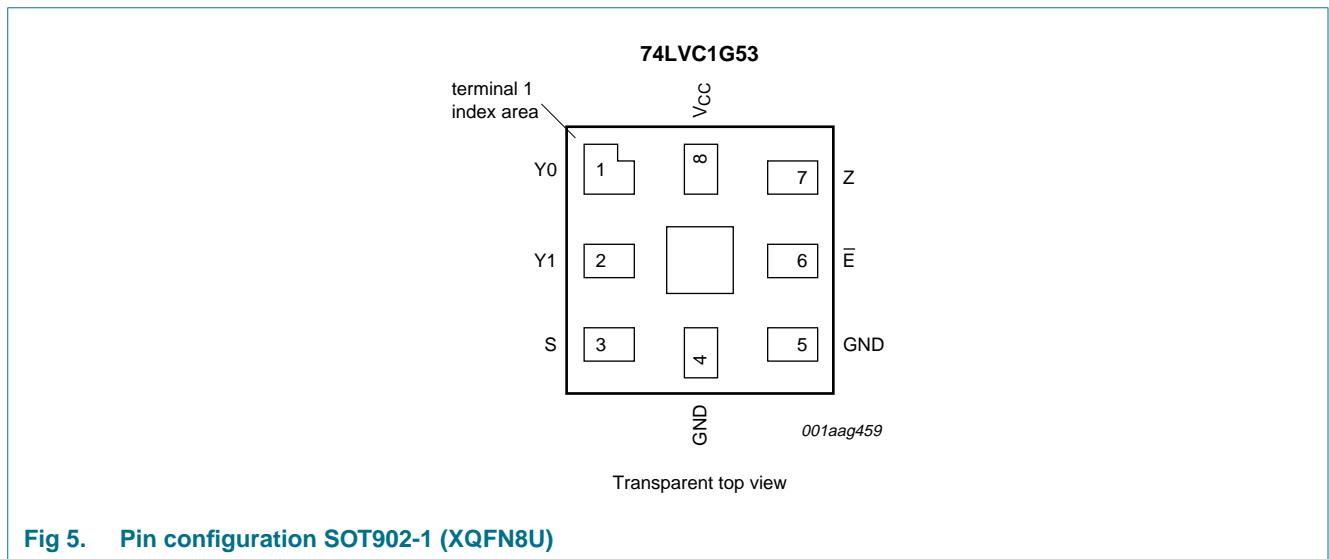 74LVC1G53
terminal 1
index area
VCC
Y0 1 8 7 Z
Y1 2 6 E̅
S 3 4 5 GND
GND
001aag459
Transparent top view
Fig 5. Pin configuration SOT902-1 (XQFN8U)